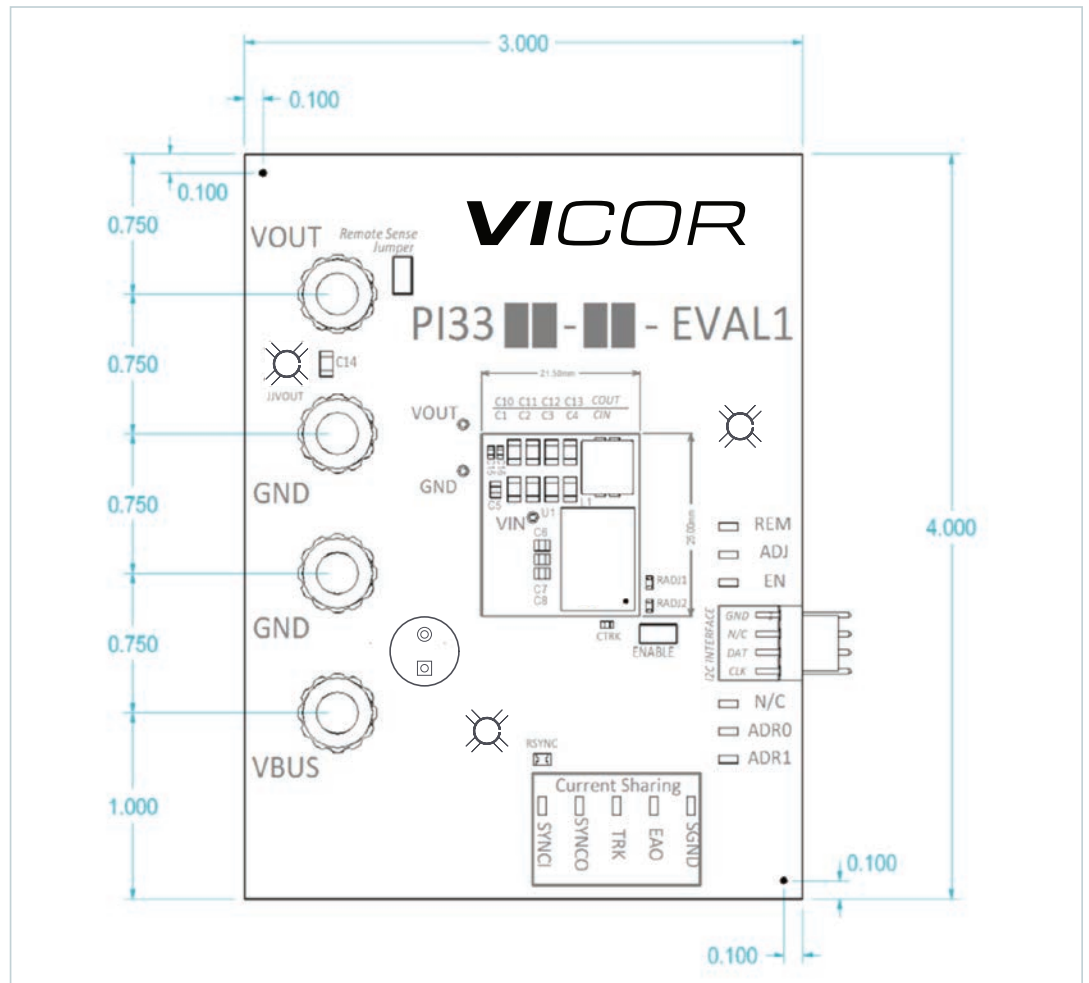 3.000
0.100
0.100
0.750
VICOR
VOUT
Remote Sense
Jumper
PI33 - - EVAL1
0.750
C14
JJVOUT
21.50mm
C10 C11 C12 C13 COUT
C1 C2 C3 C4 CIN
VOUT
GND
GND
0.750
C5
L1
VIN
U1
C6
C7
C8
25.00mm
REM
ADJ
EN
4.000
RADJ1
RADJ2
CTRK
ENABLE
I2C INTERFACE
GND
N/C
DAT
CLK
GND
0.750
N/C
ADR0
ADR1
VBUS
RSYNC
1.000
Current Sharing
SYNCI
SYNCO
TRK
EAO
SGND
0.100
0.100